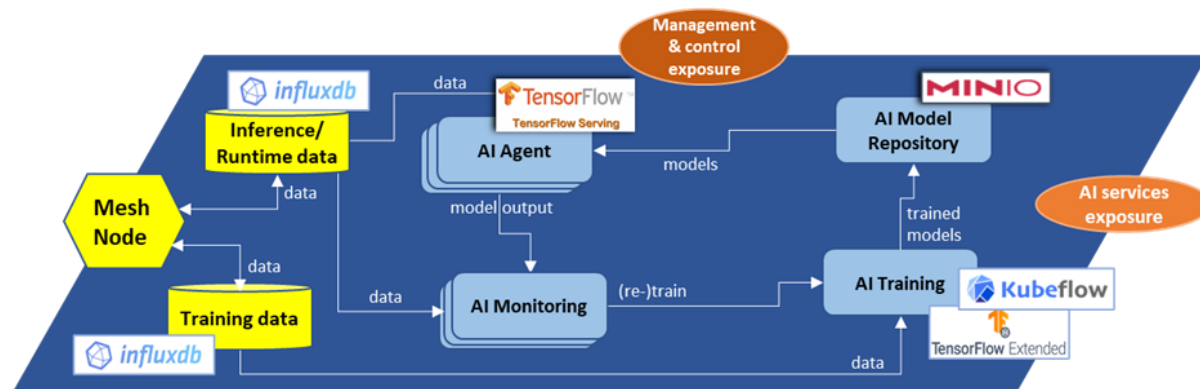 Management
& control
exposure
influxdb
data
TensorFlow
TensorFlow Serving
MINIO
Inference/
Runtime data
AI Agent
AI Model
Repository
models
data
Mesh
Node
model output
trained
models
AI services
exposure
data
Training data
data
AI Monitoring
(re-)train
AI Training
Kubeflow
influxdb
TensorFlow Extended
data